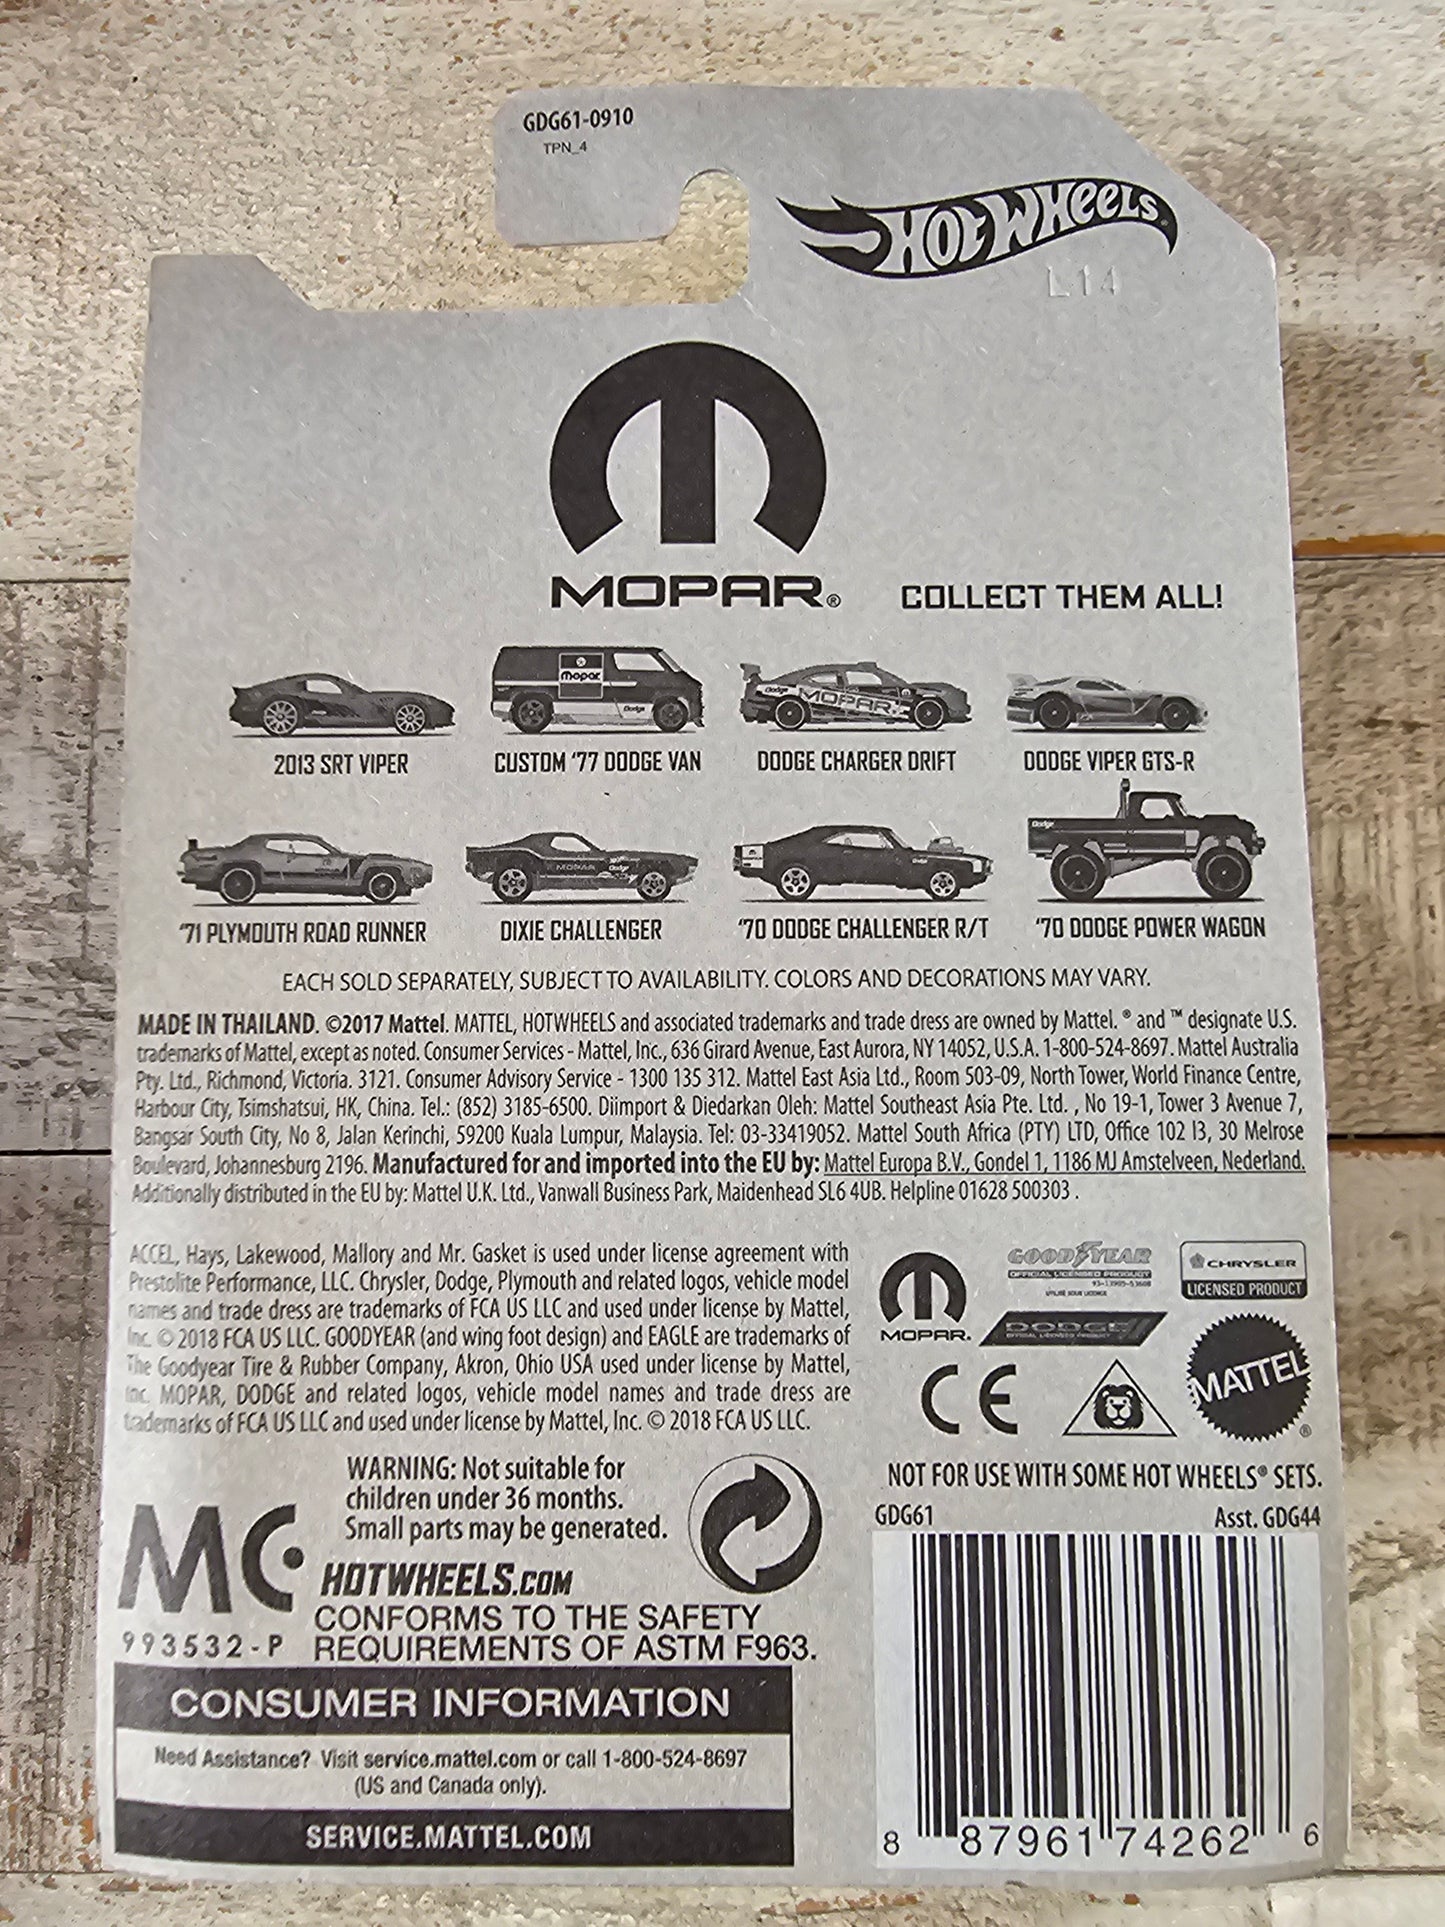 GDG61-0910
TPN_4
HOT WHEELS
L14
MOPAR®
COLLECT THEM ALL!
mopar
Dodge
Dodge MOPAR
2013 SRT VIPER
CUSTOM '77 DODGE VAN
DODGE CHARGER DRIFT
DODGE VIPER GTS-R
MOPAR
Dodge
Dodge
'71 PLYMOUTH ROAD RUNNER
DIXIE CHALLENGER
'70 DODGE CHALLENGER R/T
'70 DODGE POWER WAGON
EACH SOLD SEPARATELY, SUBJECT TO AVAILABILITY. COLORS AND DECORATIONS MAY VARY.
MADE IN THAILAND. ©2017 Mattel. MATTEL, HOTWHEELS and associated trademarks and trade dress are owned by Mattel. ® and ™ designate U.S.
trademarks of Mattel, except as noted. Consumer Services - Mattel, Inc., 636 Girard Avenue, East Aurora, NY 14052, U.S.A. 1-800-524-8697. Mattel Australia
Pty. Ltd., Richmond, Victoria. 3121. Consumer Advisory Service - 1300 135 312. Mattel East Asia Ltd., Room 503-09, North Tower, World Finance Centre,
Harbour City, Tsimshatsui, HK, China. Tel.: (852) 3185-6500. Diimport & Diedarkan Oleh: Mattel Southeast Asia Pte. Ltd. , No 19-1, Tower 3 Avenue 7,
Bangsar South City, No 8, Jalan Kerinchi, 59200 Kuala Lumpur, Malaysia. Tel: 03-33419052. Mattel South Africa (PTY) LTD, Office 102 I3, 30 Melrose
Boulevard, Johannesburg 2196. Manufactured for and imported into the EU by: Mattel Europa B.V., Gondel 1, 1186 MJ Amstelveen, Nederland.
Additionally distributed in the EU by: Mattel U.K. Ltd., Vanwall Business Park, Maidenhead SL6 4UB. Helpline 01628 500303 .
ACCEL, Hays, Lakewood, Mallory and Mr. Gasket is used under license agreement with
Prestolite Performance, LLC. Chrysler, Dodge, Plymouth and related logos, vehicle model
names and trade dress are trademarks of FCA US LLC and used under license by Mattel,
Inc. © 2018 FCA US LLC. GOODYEAR (and wing foot design) and EAGLE are trademarks of
The Goodyear Tire & Rubber Company, Akron, Ohio USA used under license by Mattel,
Inc. MOPAR, DODGE and related logos, vehicle model names and trade dress are
trademarks of FCA US LLC and used under license by Mattel, Inc. © 2018 FCA US LLC.
MOPAR.
GOODYEAR
OFFICIAL LICENSED PRODUCT
CHRYSLER
LICENSED PRODUCT
DODGE
OFFICIAL LICENSED PRODUCT
CE
MATTEL
®
WARNING: Not suitable for
children under 36 months.
Small parts may be generated.
NOT FOR USE WITH SOME HOT WHEELS® SETS.
GDG61
Asst. GDG44
MC
993532-P
HOTWHEELS.COM
CONFORMS TO THE SAFETY
REQUIREMENTS OF ASTM F963.
CONSUMER INFORMATION
Need Assistance? Visit service.mattel.com or call 1-800-524-8697
(US and Canada only).
SERVICE.MATTEL.COM
8 87961 74262 6